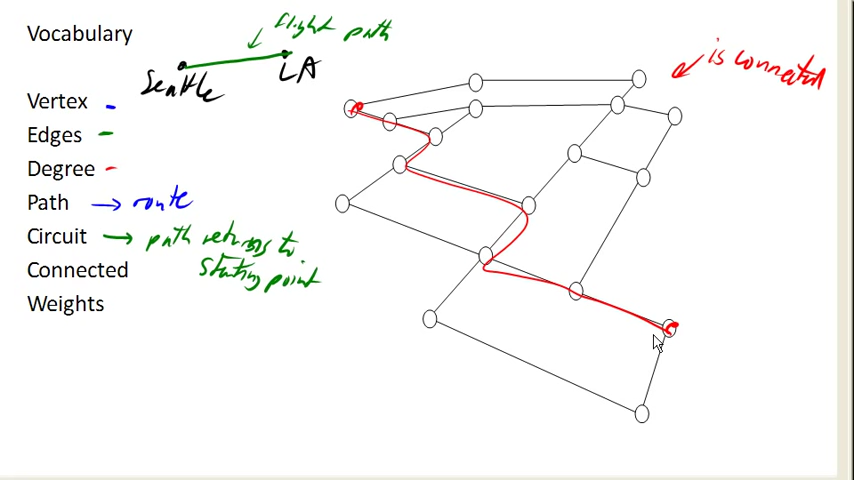 Vocabulary
flight path
Seattle
LA
is connected
Vertex
Edges
Degree
Path → route
Circuit → path returns to
starting point
Connected
Weights